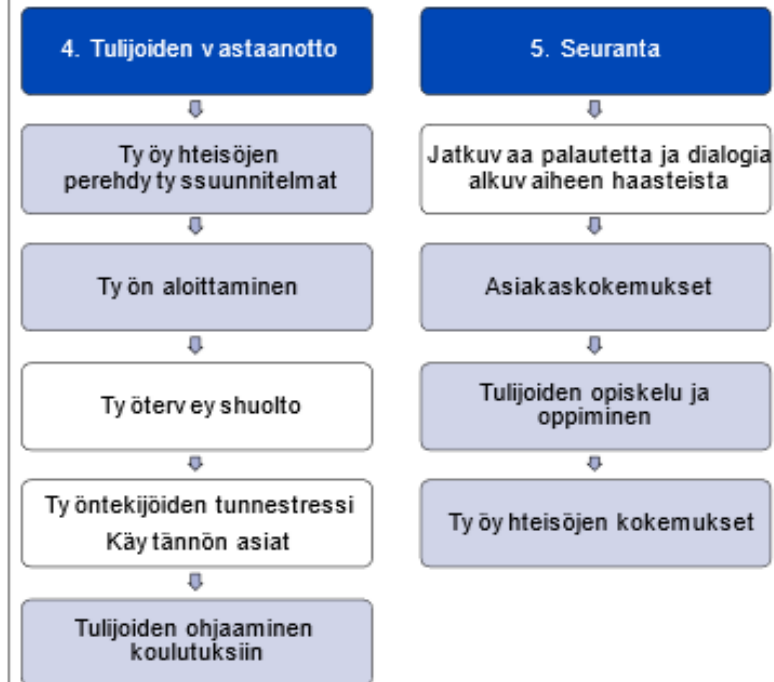 4. Tulijoiden vastaanotto
Työyhteisöjen
perehdytyssuunnitelmat
Työn aloittaminen
Työterveyshuolto
Työntekijöiden tunnestressi
Käytännön asiat
Tulijoiden ohjaaminen
koulutuksiin
5. Seuranta
Jatkuvaa palautetta ja dialogia
alkuvaiheen haasteista
Asiakaskokemukset
Tulijoiden opiskelu ja
oppiminen
Työyhteisöjen kokemukset